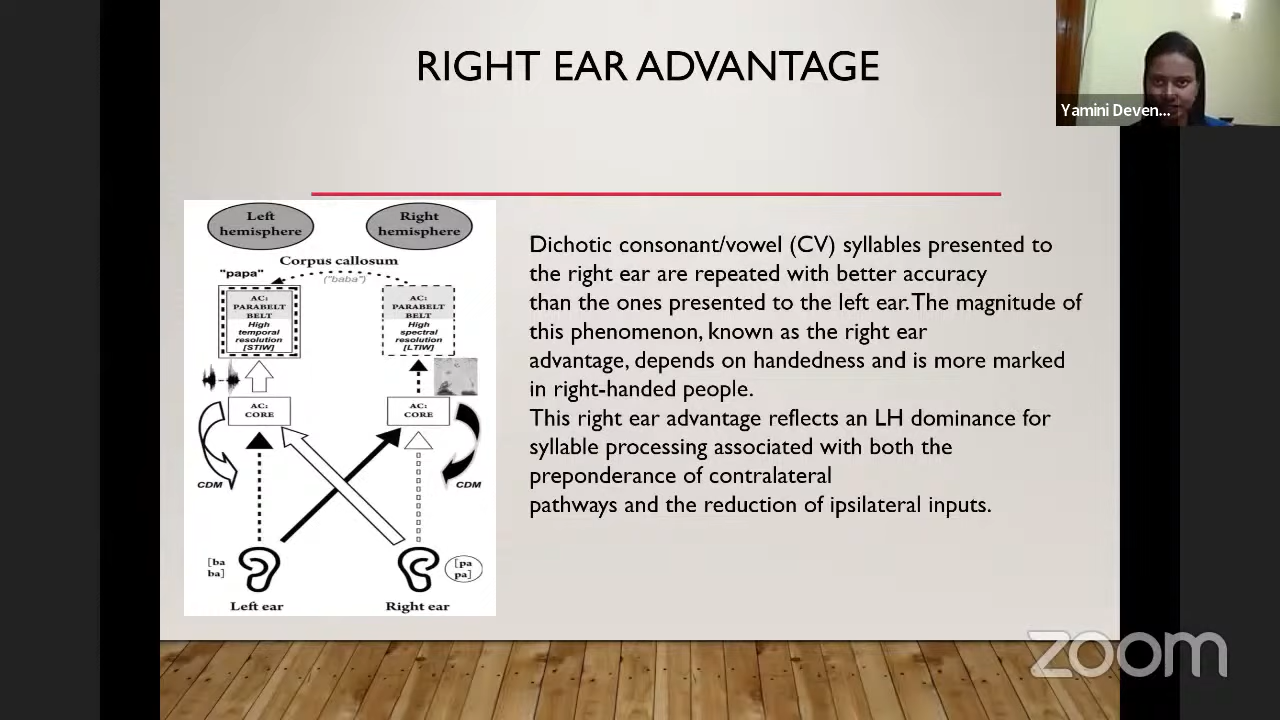 RIGHT EAR ADVANTAGE
Yamini Deven...
Left
hemisphere
Right
hemisphere
Corpus callosum
"papa"
("baba")
AC:
PARABELT
BELT
High
temporal
resolution
[STIW]
AC:
PARABELT
BELT
High
spectral
resolution
[LTIW]
AC:
CORE
AC:
CORE
CDM
CDM
[ba
ba]
[pa
pa]
Left ear
Right ear
Dichotic consonant/vowel (CV) syllables presented to
the right ear are repeated with better accuracy
than the ones presented to the left ear. The magnitude of
this phenomenon, known as the right ear
advantage, depends on handedness and is more marked
in right-handed people.
This right ear advantage reflects an LH dominance for
syllable processing associated with both the
preponderance of contralateral
pathways and the reduction of ipsilateral inputs.
zoom